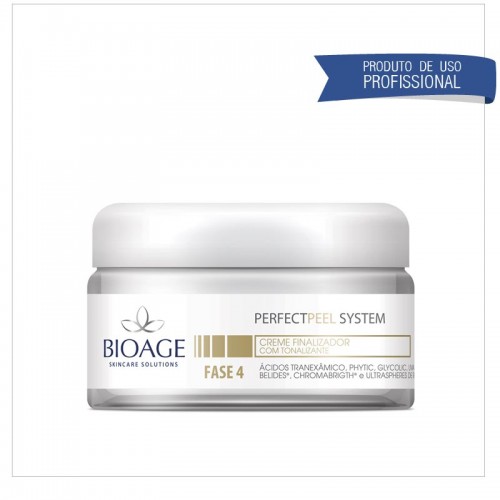 PRODUTO DE USO
PROFISSIONAL
BIOAGE
SKINCARE SOLUTIONS
PERFECTPEEL SYSTEM
CREME FINALIZADOR
COM TONALIZANTE
FASE 4
ÁCIDOS TRANEXÂMICO, PHYTIC, GLYCOLIC,
BELIDES*, CHROMABRIGTH* e ULTRASPHERES